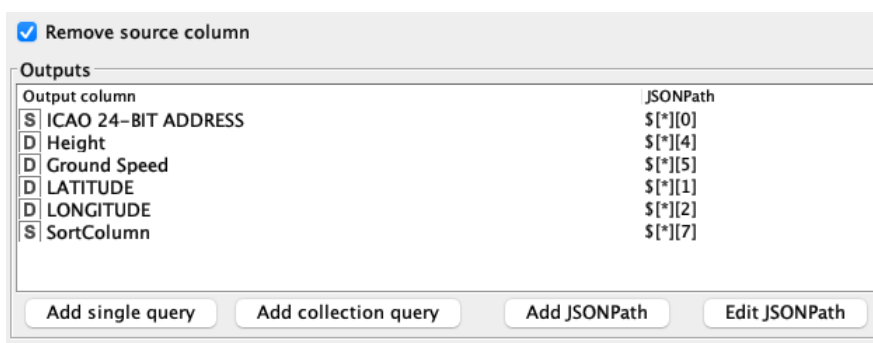 Remove source column
Outputs
Output column JSONPath
S ICAO 24-BIT ADDRESS $[*][0]
D Height $[*][4]
D Ground Speed $[*][5]
D LATITUDE $[*][1]
D LONGITUDE $[*][2]
S SortColumn $[*][7]
Add single query Add collection query Add JSONPath Edit JSONPath